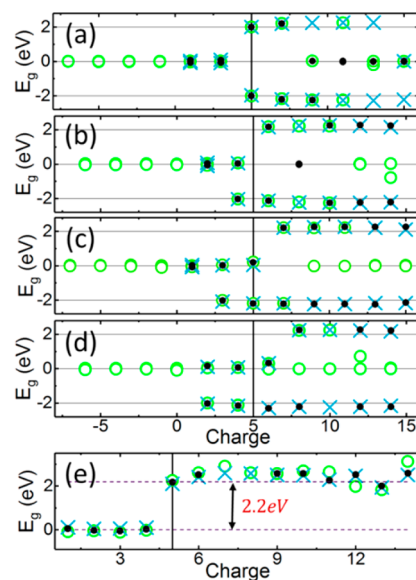 (a)
E_g (eV)
2
0
-2
(b)
E_g (eV)
2
0
-2
(c)
E_g (eV)
2
0
-2
(d)
E_g (eV)
2
0
-2
-5 0 5 10 15
Charge
(e)
E_g (eV)
2
0
2.2eV
3 6 9 12
Charge